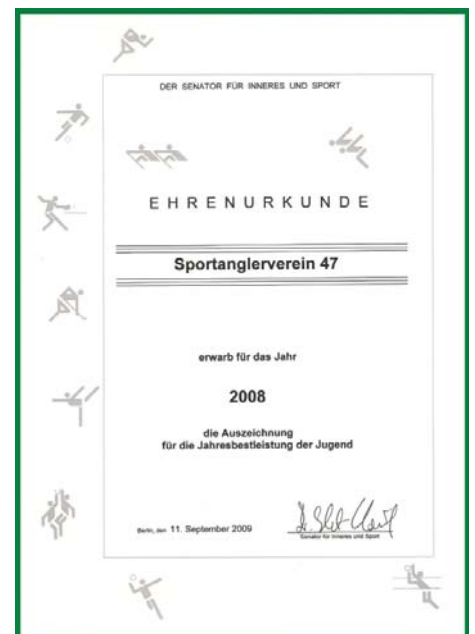 DER SENATOR FÜR INNERES UND SPORT
EHRENURKUNDE
Sportanglerverein 47
erwarb für das Jahr
2008
die Auszeichnung
für die Jahresbestleistung der Jugend
Berlin, den 11. September 2009
Senator für Inneres und Sport